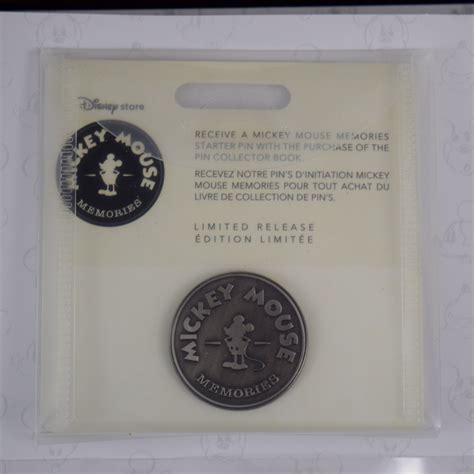 Disney store
MICKEY MOUSE
MEMORIES
RECEIVE A MICKEY MOUSE MEMORIES
STARTER PIN WITH THE PURCHASE OF THE
PIN COLLECTOR BOOK.
RECEVEZ NOTRE PIN'S D'INITIATION MICKEY
MOUSE MEMORIES POUR TOUT ACHAT DU
LIVRE DE COLLECTION DE PIN'S.
LIMITED RELEASE
ÉDITION LIMITÉE
MICKEY MOUSE
MEMORIES